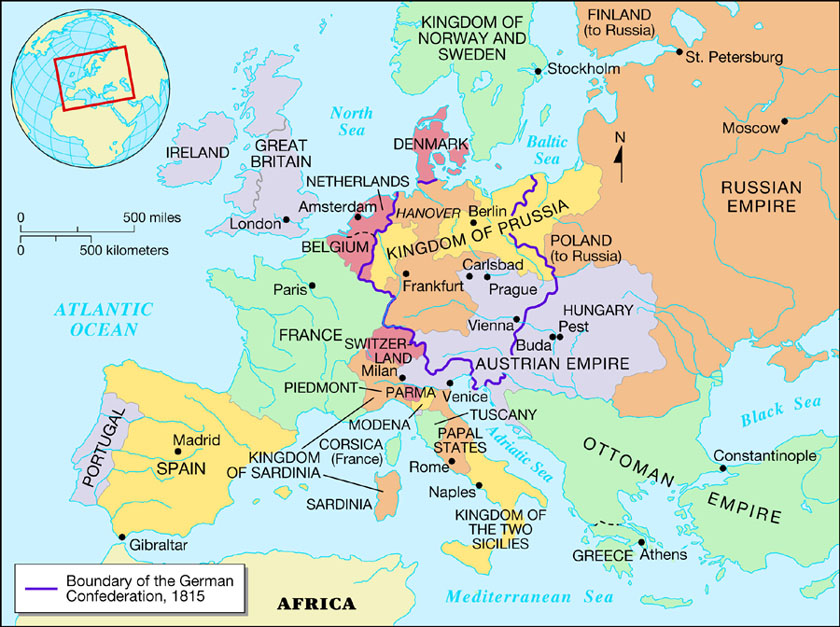 KINGDOM OF
NORWAY AND
SWEDEN
FINLAND
(to Russia)
St. Petersburg
Stockholm
North
Sea
Moscow
Baltic
Sea
N
IRELAND
GREAT
BRITAIN
DENMARK
NETHERLANDS
RUSSIAN
EMPIRE
Amsterdam
HANOVER
Berlin
KINGDOM OF PRUSSIA
0 500 miles
0 500 kilometers
London
BELGIUM
POLAND
(to Russia)
Carlsbad
Frankfurt
Prague
Paris
ATLANTIC
OCEAN
HUNGARY
Vienna
Pest
Buda
FRANCE
SWITZER-
LAND
AUSTRIAN EMPIRE
Milan
PIEDMONT
PARMA
Venice
MODENA
TUSCANY
Black Sea
PORTUGAL
Madrid
SPAIN
KINGDOM
OF SARDINIA
CORSICA
(France)
PAPAL
STATES
Adriatic Sea
Rome
OTTOMAN
EMPIRE
Constantinople
SARDINIA
Naples
KINGDOM OF
THE TWO
SICILIES
Gibraltar
GREECE
Athens
Boundary of the German
Confederation, 1815
AFRICA
Mediterranean Sea